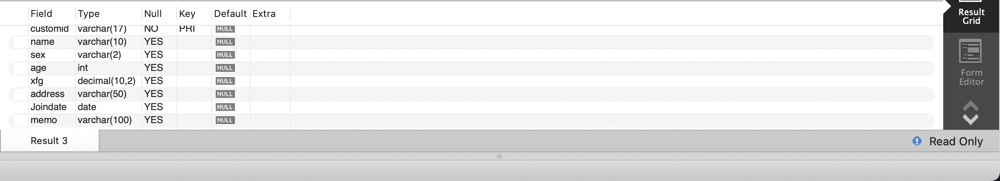 Field Type Null Key Default Extra
customid varchar(17) NO PRI NULL
name varchar(10) YES NULL
sex varchar(2) YES NULL
age int YES NULL
xfg decimal(10,2) YES NULL
address varchar(50) YES NULL
Joindate date YES NULL
memo varchar(100) YES NULL
Result 3
Read Only
Result
Grid
Form
Editor